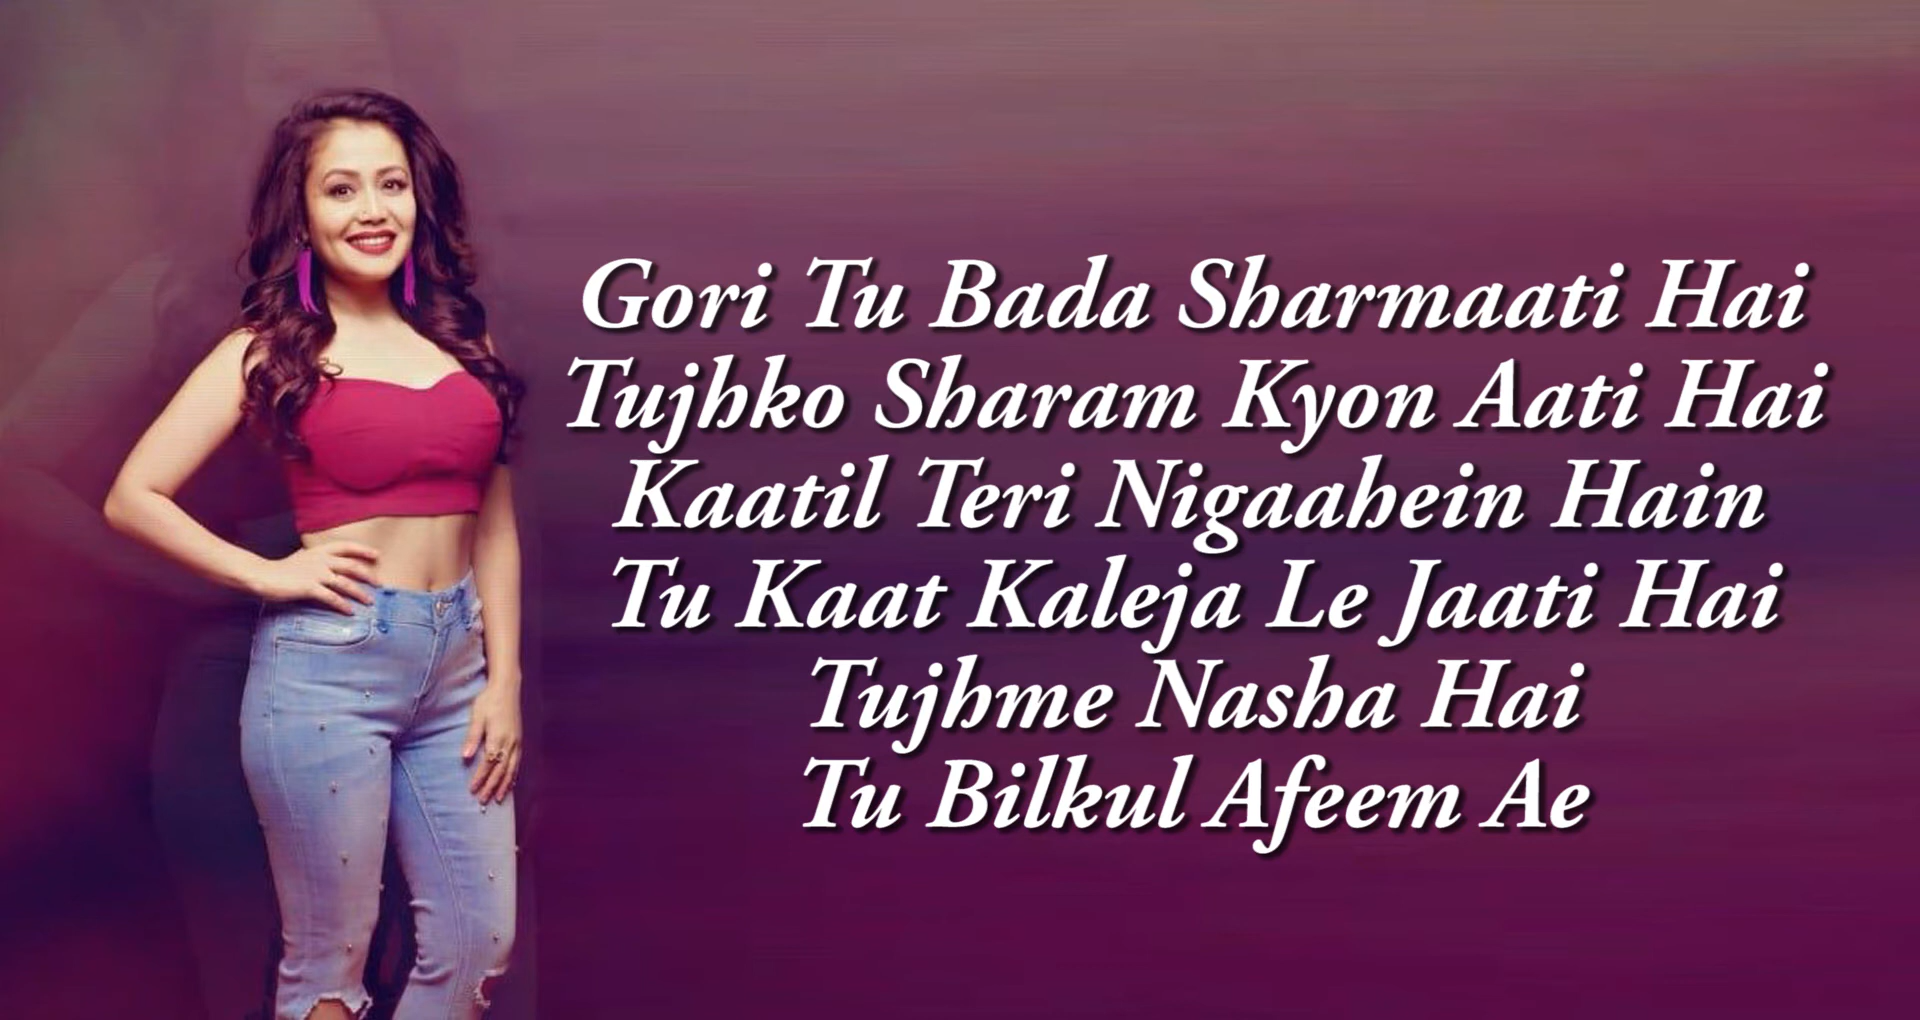 Gori Tu Bada Sharmaati Hai
Tujhko Sharam Kyon Aati Hai
Kaatil Teri Nigaahein Hain
Tu Kaat Kaleja Le Jaati Hai
Tujhme Nasha Hai
Tu Bilkul Afeem Ae